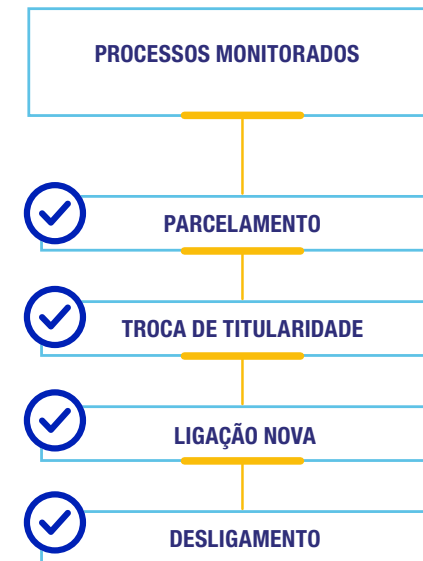 PROCESSOS MONITORADOS
PARCELAMENTO
TROCA DE TITULARIDADE
LIGAÇÃO NOVA
DESLIGAMENTO